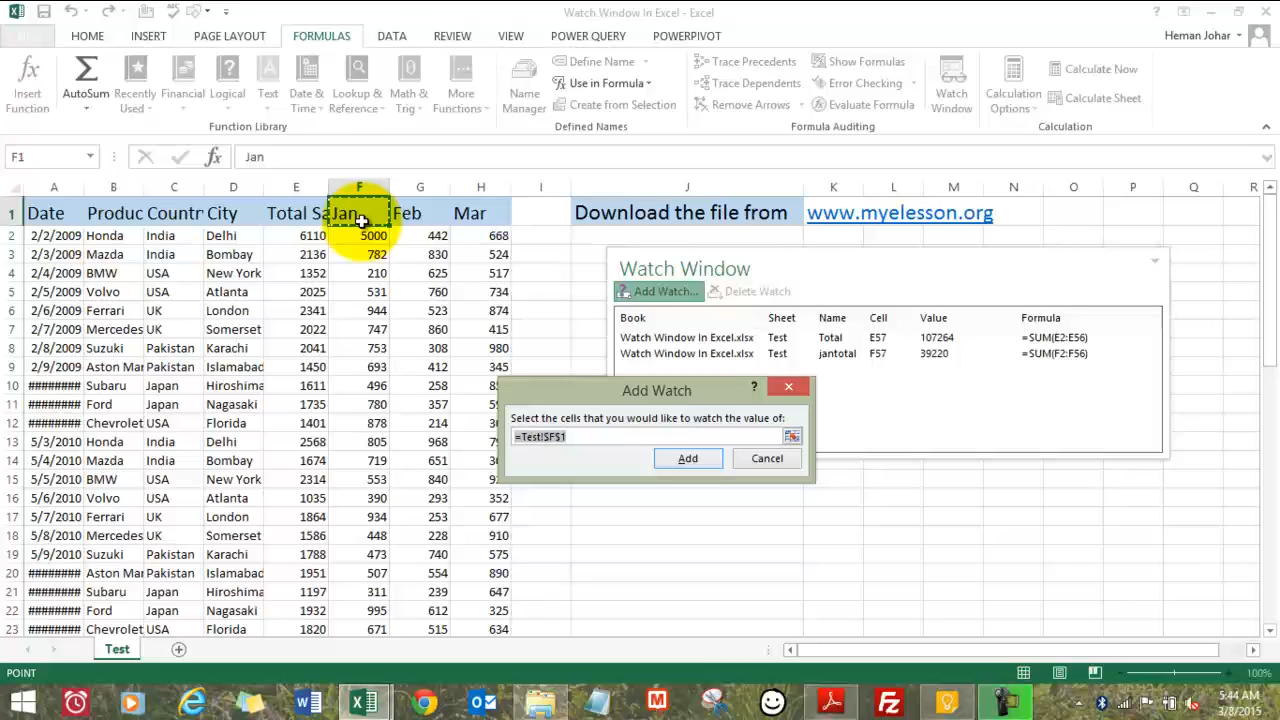 Watch Window In Excel - Excel
HOME INSERT PAGE LAYOUT FORMULAS DATA REVIEW VIEW POWER QUERY POWERPIVOT Heman Johar
Insert Function
AutoSum
Recently Used
Financial
Logical
Text
Date & Time
Lookup & Reference
Math & Trig
More Functions
Function Library
Name Manager
Define Name
Use in Formula
Create from Selection
Defined Names
Trace Precedents
Trace Dependents
Remove Arrows
Show Formulas
Error Checking
Evaluate Formula
Formula Auditing
Watch Window
Calculation Options
Calculate Now
Calculate Sheet
Calculation
F1 fx Jan
A B C D E F G H I J K L M N O P Q R
1 Date Produc Countr City Total Sa Jan Feb Mar Download the file from www.myelesson.org
2 2/2/2009 Honda India Delhi 6110 5000 442 668
3 2/3/2009 Mazda India Bombay 2136 782 830 524
4 2/4/2009 BMW USA New York 1352 210 625 517
5 2/5/2009 Volvo USA Atlanta 2025 531 760 734
6 2/6/2009 Ferrari UK London 2341 944 523 874
7 2/7/2009 Mercedes UK Somerset 2022 747 860 415
8 2/8/2009 Suzuki Pakistan Karachi 2041 753 308 980
9 2/9/2009 Aston Mar Pakistan Islamabad 1450 693 412 345
10 ######## Subaru Japan Hiroshima 1611 496 258
11 ######## Ford Japan Nagasaki 1735 780 357
12 ######## Chevrolet USA Florida 1401 878 214
13 5/3/2010 Honda India Delhi 2568 805 968
14 5/4/2010 Mazda India Bombay 1674 719 651
15 5/5/2010 BMW USA New York 2314 553 840
16 5/6/2010 Volvo USA Atlanta 1035 390 293 352
17 5/7/2010 Ferrari UK London 1864 934 253 677
18 5/8/2010 Mercedes UK Somerset 1586 448 228 910
19 5/9/2010 Suzuki Pakistan Karachi 1788 473 740 575
20 ######## Aston Mar Pakistan Islamabad 1951 507 554 890
21 ######## Subaru Japan Hiroshima 1197 311 239 647
22 ######## Ford Japan Nagasaki 1932 995 612 325
23 ######## Chevrolet USA Florida 1820 671 515 634
Watch Window
Add Watch... Delete Watch
Book Sheet Name Cell Value Formula
Watch Window In Excel.xlsx Test Total E57 107264 =SUM(E2:E56)
Watch Window In Excel.xlsx Test jantotal F57 39220 =SUM(F2:F56)
Add Watch ?
Select the cells that you would like to watch the value of:
=Test!$F$1
Add Cancel
Test
POINT 100%
5:44 AM
3/8/2015